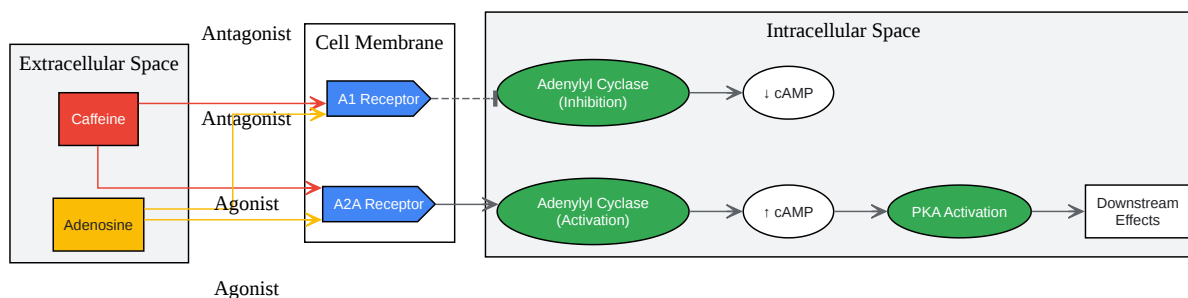 Antagonist
Extracellular Space
Caffeine
Antagonist
Adenosine
Agonist
Agonist
Cell Membrane
A1 Receptor
A2A Receptor
Intracellular Space
Adenylyl Cyclase
(Inhibition)
↓ cAMP
Adenylyl Cyclase
(Activation)
↑ cAMP
PKA Activation
Downstream
Effects